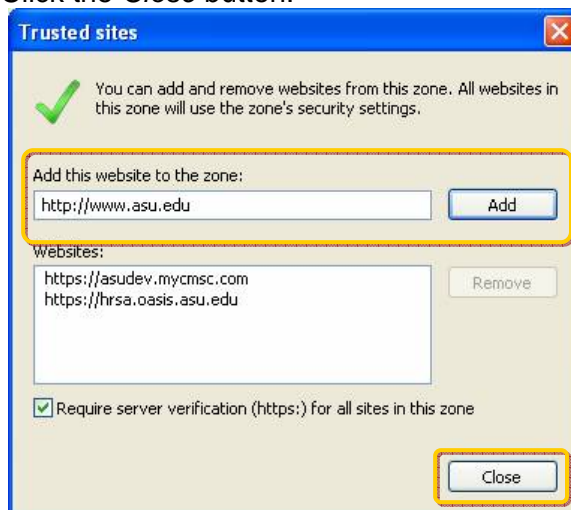 Click the Close button.
Trusted sites
You can add and remove websites from this zone. All websites in
this zone will use the zone's security settings.
Add this website to the zone:
http://www.asu.edu
Add
Websites:
https://asudev.mycmsc.com
https://hrsa.oasis.asu.edu
Remove
Require server verification (https:) for all sites in this zone
Close